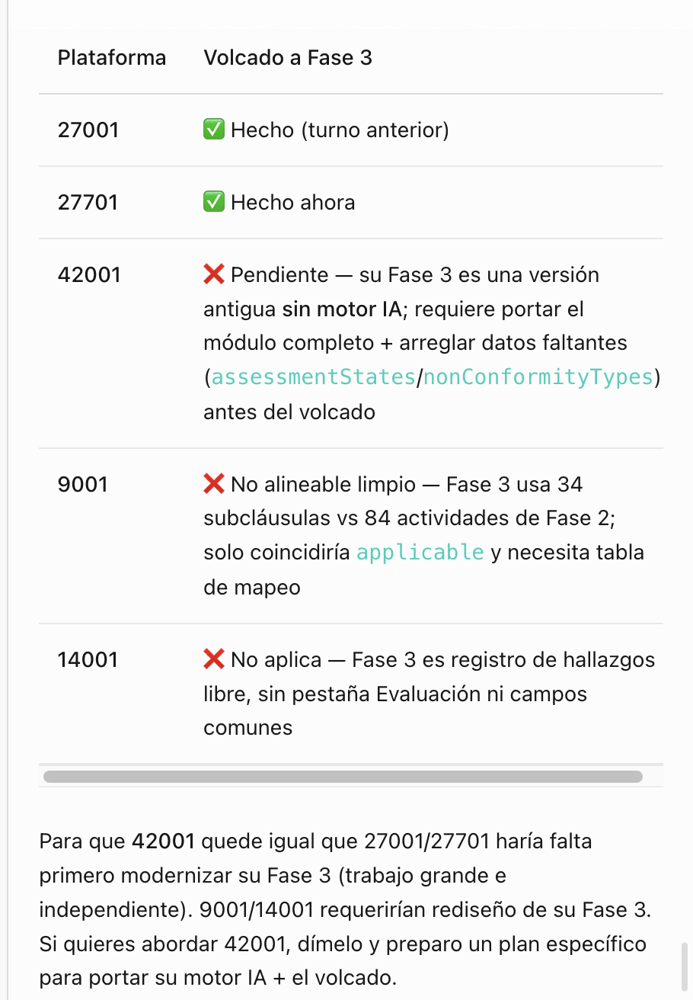 Plataforma Volcado a Fase 3
27001 ✅ Hecho (turno anterior)
27701 ✅ Hecho ahora
42001 ❌ Pendiente — su Fase 3 es una versión
antigua sin motor IA; requiere portar el
módulo completo + arreglar datos faltantes
(assessmentStates/nonConformityTypes)
antes del volcado
9001 ❌ No alineable limpio — Fase 3 usa 34
subcláusulas vs 84 actividades de Fase 2;
solo coincidiría applicable y necesita tabla
de mapeo
14001 ❌ No aplica — Fase 3 es registro de hallazgos
libre, sin pestaña Evaluación ni campos
comunes
Para que 42001 quede igual que 27001/27701 haría falta
primero modernizar su Fase 3 (trabajo grande e
independiente). 9001/14001 requerirían rediseño de su Fase 3.
Si quieres abordar 42001, dímelo y preparo un plan específico
para portar su motor IA + el volcado.